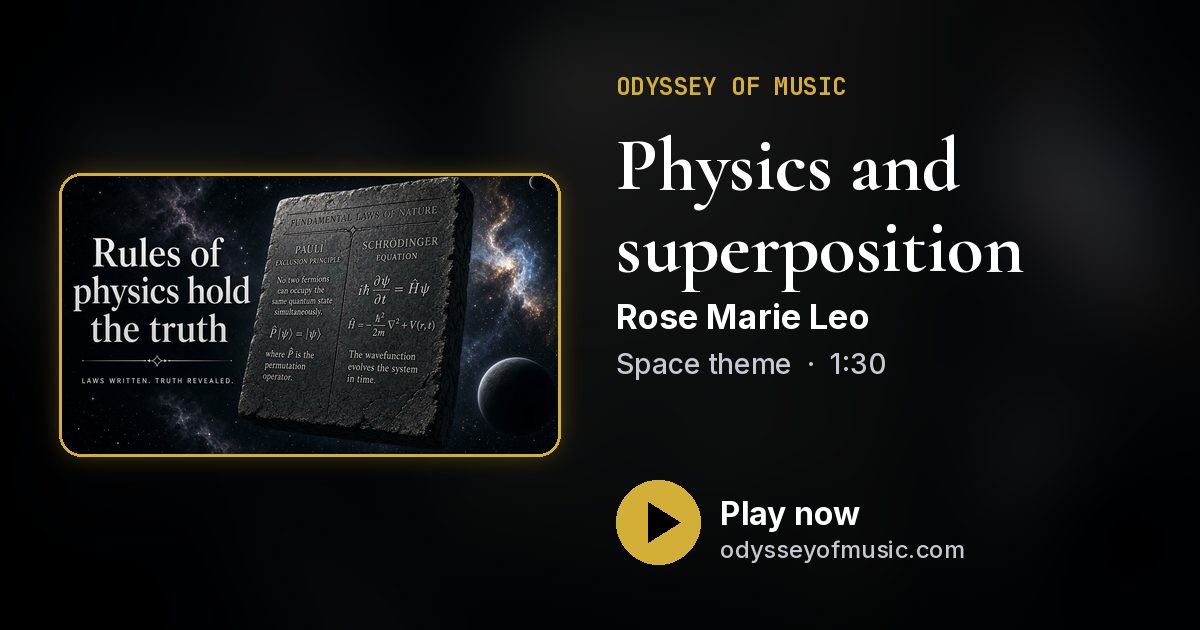 ODYSSEY OF MUSIC
Physics and
superposition
Rose Marie Leo
Space theme · 1:30
Play now
odysseyofmusic.com
Rules of
physics hold
the truth
LAWS WRITTEN. TRUTH REVEALED.
FUNDAMENTAL LAWS OF NATURE
PAULI
EXCLUSION PRINCIPLE
No two fermions
can occupy the
same quantum state
simultaneously.
P̂ |ψ⟩ = |ψ⟩
where P̂ is the
permutation
operator.
SCHRÖDINGER
EQUATION
iħ ∂ψ/∂t = Ĥψ
Ĥ = −ħ²/2m ∇² + V(r,t)
The wavefunction
evolves the system
in time.